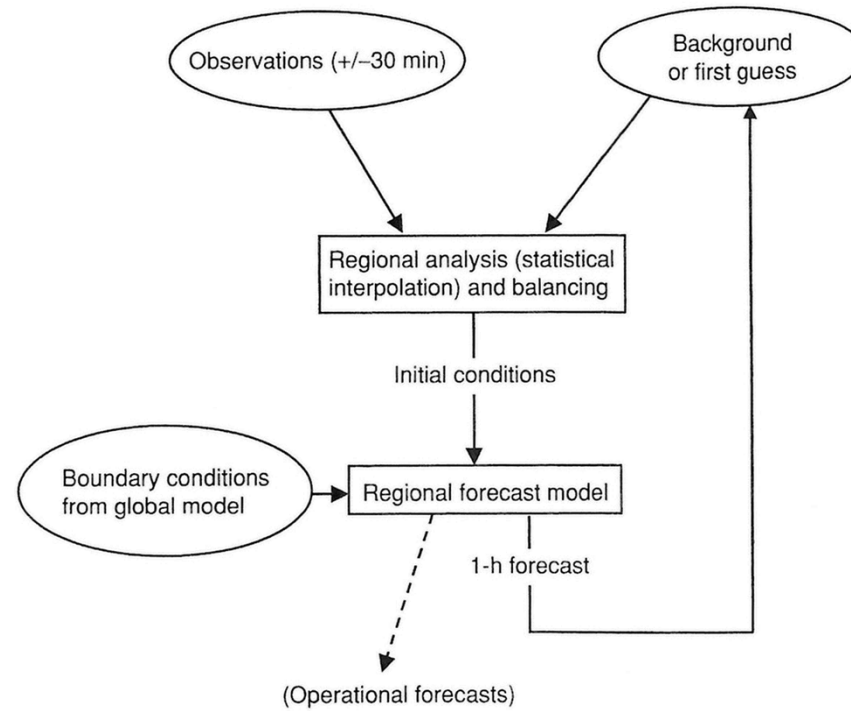 Observations (+/–30 min)
Background
or first guess
Regional analysis (statistical
interpolation) and balancing
Initial conditions
Boundary conditions
from global model
Regional forecast model
1-h forecast
(Operational forecasts)